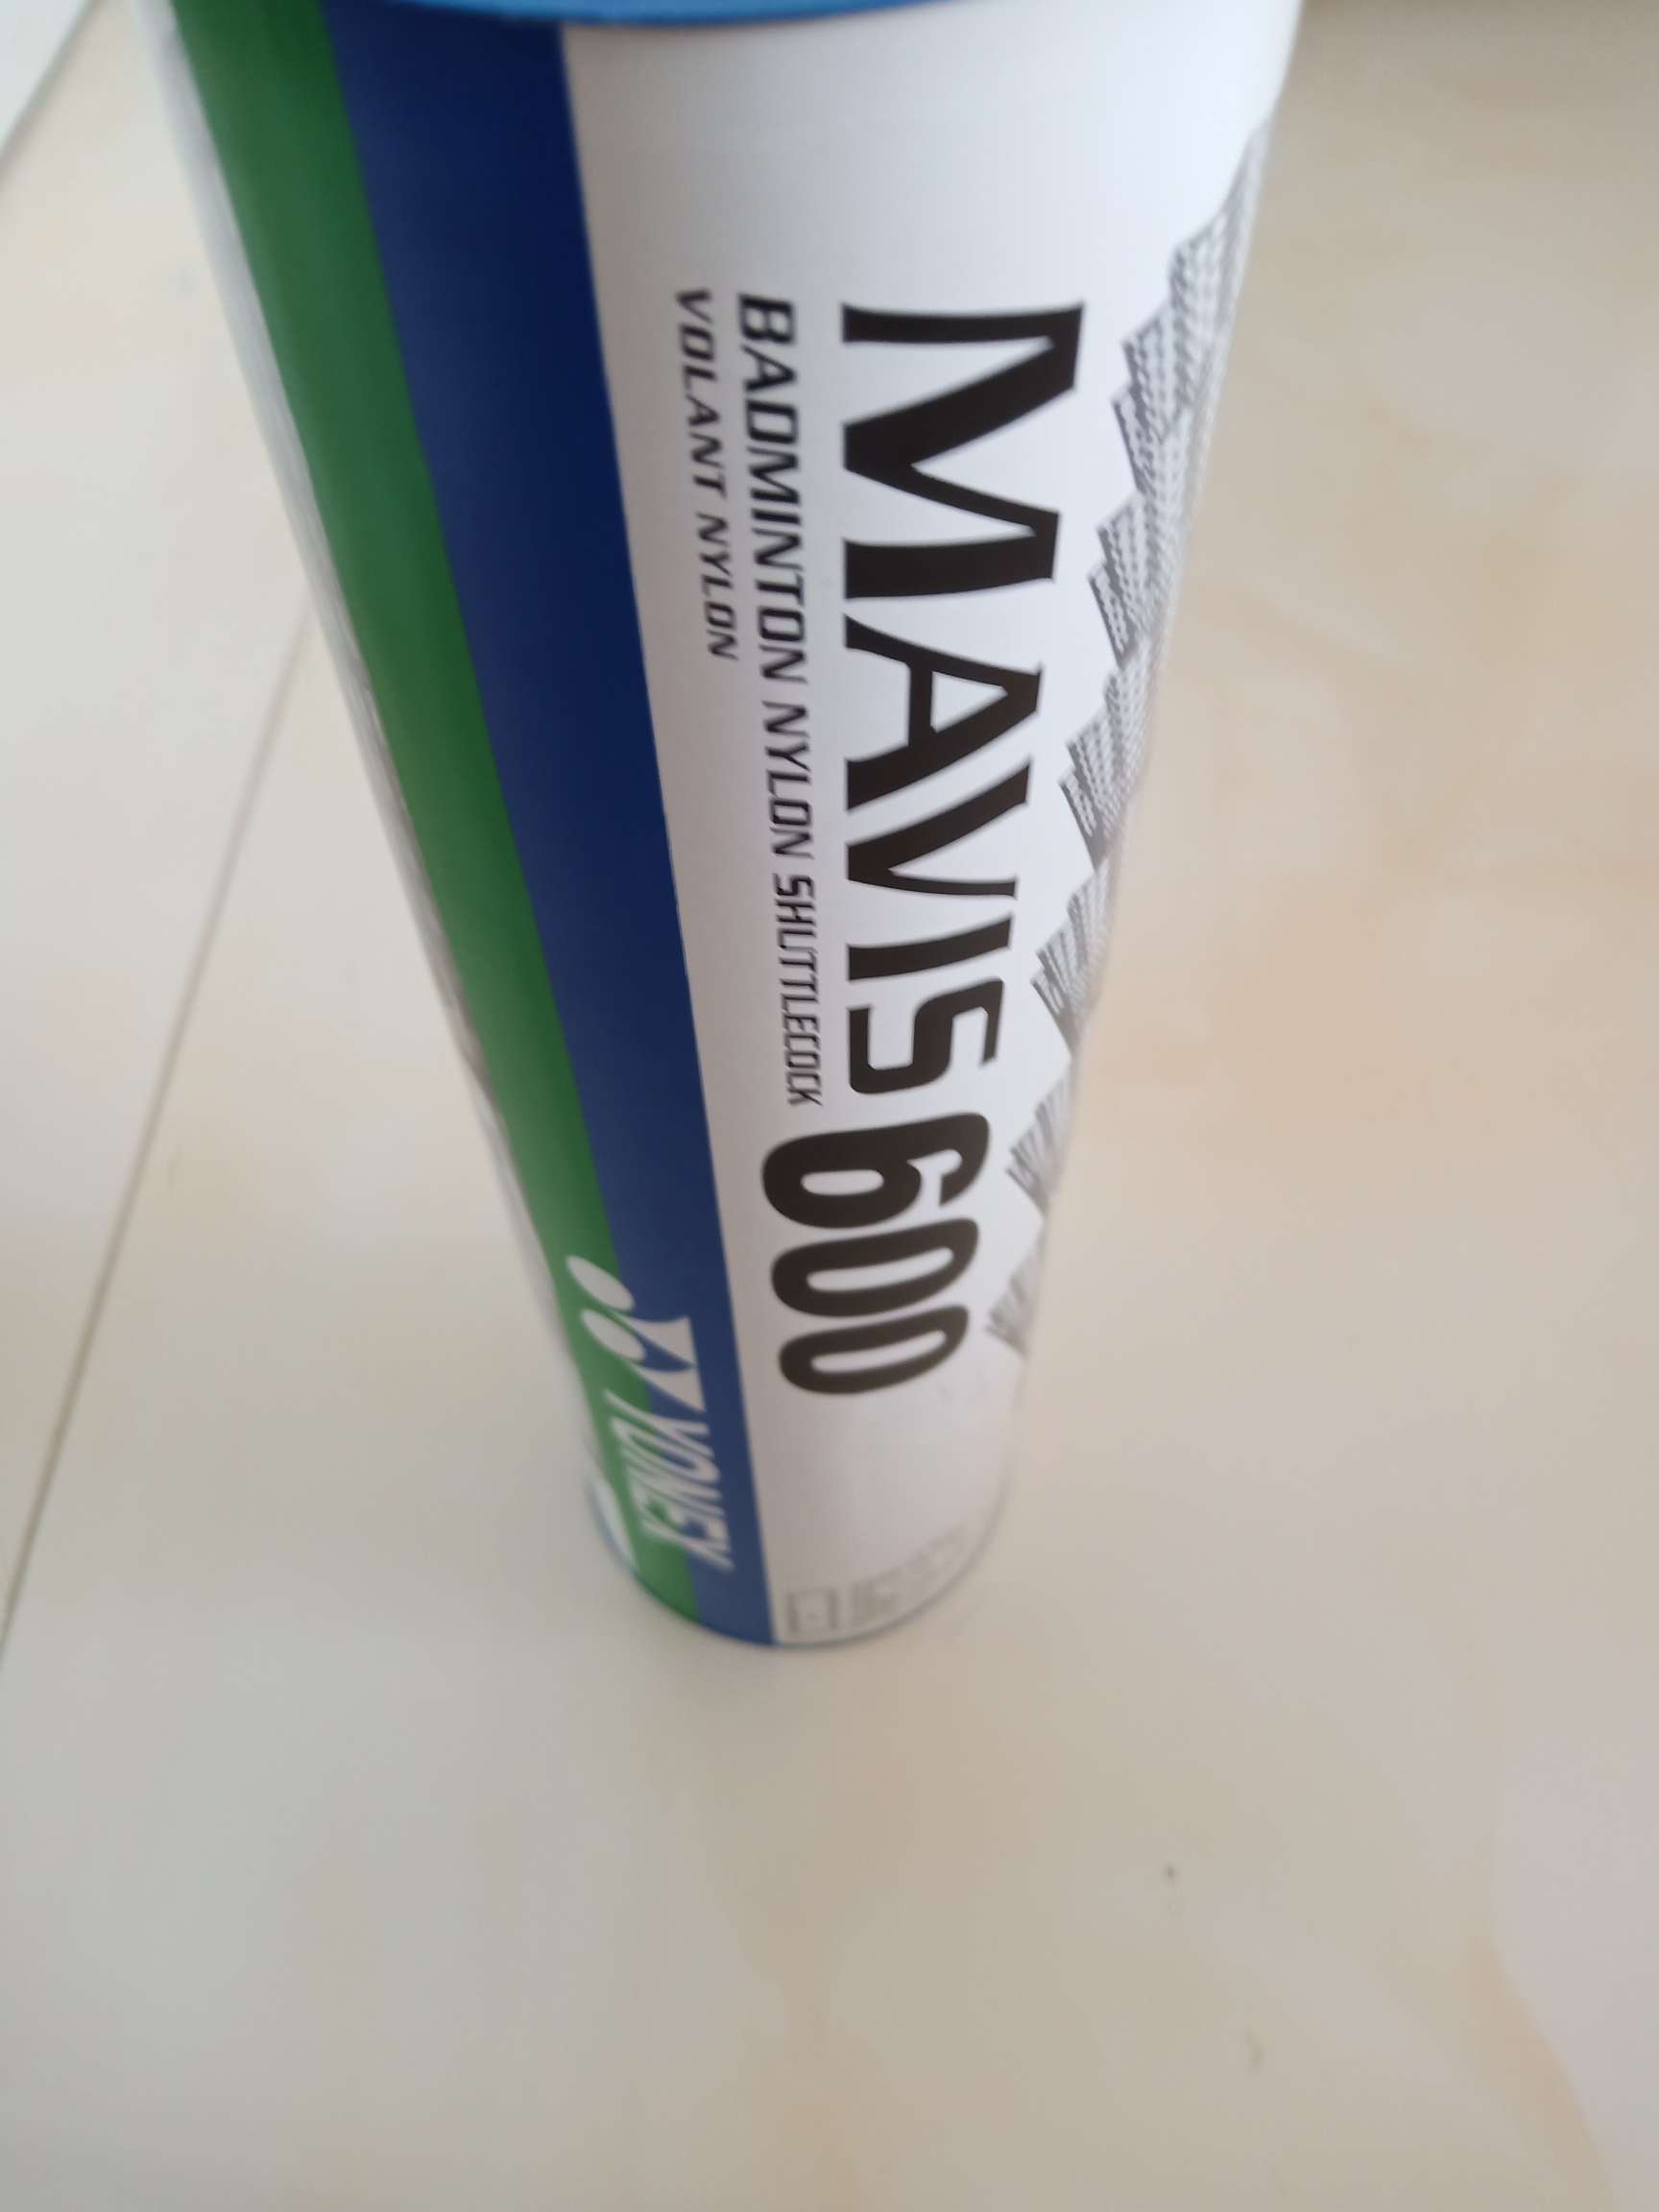 MAVIS 600
BADMINTON NYLON SHUTTLECOCK
VOLANT NYLON
YONEX